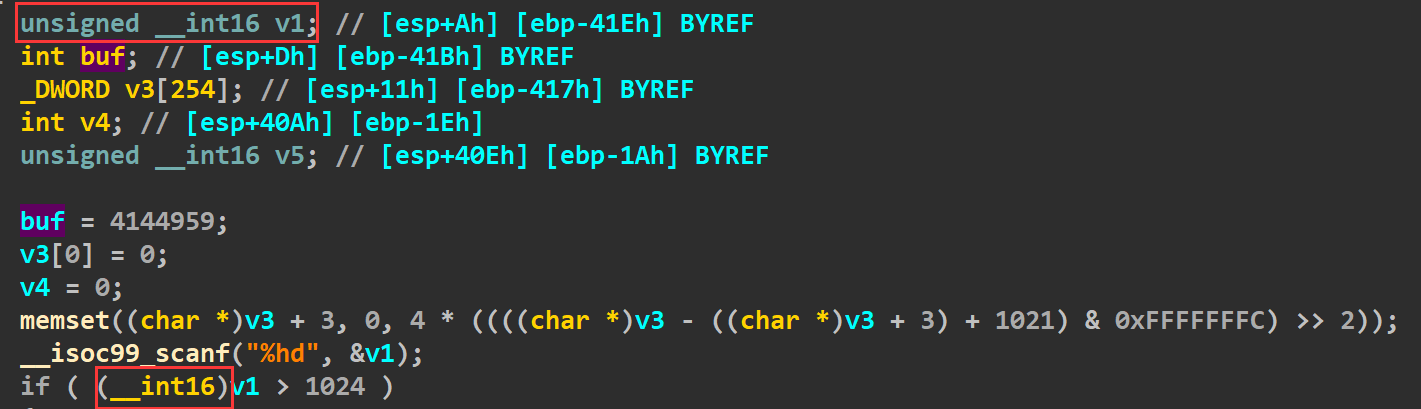 unsigned __int16 v1; // [esp+Ah] [ebp-41Eh] BYREF
int buf; // [esp+Dh] [ebp-41Bh] BYREF
_DWORD v3[254]; // [esp+11h] [ebp-417h] BYREF
int v4; // [esp+40Ah] [ebp-1Eh]
unsigned __int16 v5; // [esp+40Eh] [ebp-1Ah] BYREF
buf = 4144959;
v3[0] = 0;
v4 = 0;
memset((char *)v3 + 3, 0, 4 * ((((char *)v3 - ((char *)v3 + 3) + 1021) & 0xFFFFFFFC) >> 2));
__isoc99_scanf("%hd", &v1);
if ( (__int16)v1 > 1024 )